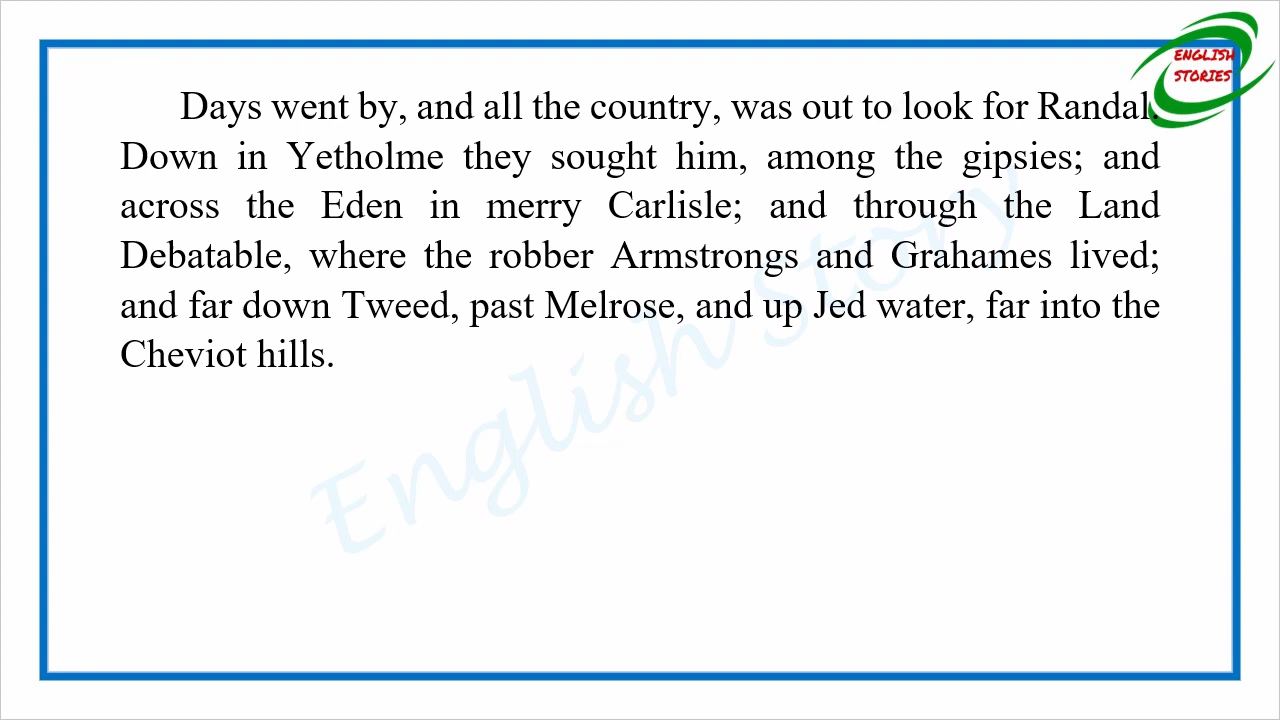 ENGLISH
STORIES
Days went by, and all the country, was out to look for Randal.
Down in Yetholme they sought him, among the gipsies; and
across the Eden in merry Carlisle; and through the Land
Debatable, where the robber Armstrongs and Grahames lived;
and far down Tweed, past Melrose, and up Jed water, far into the
Cheviot hills.
English Story